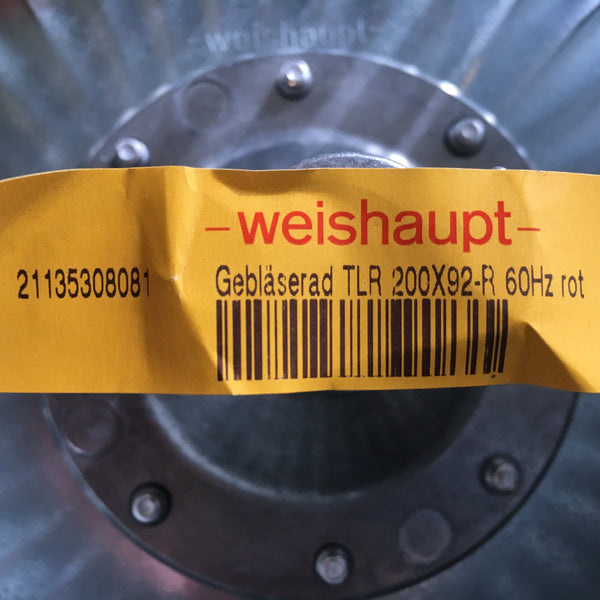 -weishaupt-
-weishaupt-
21135308081 Gebläserad TLR 200X92-R 60Hz rot